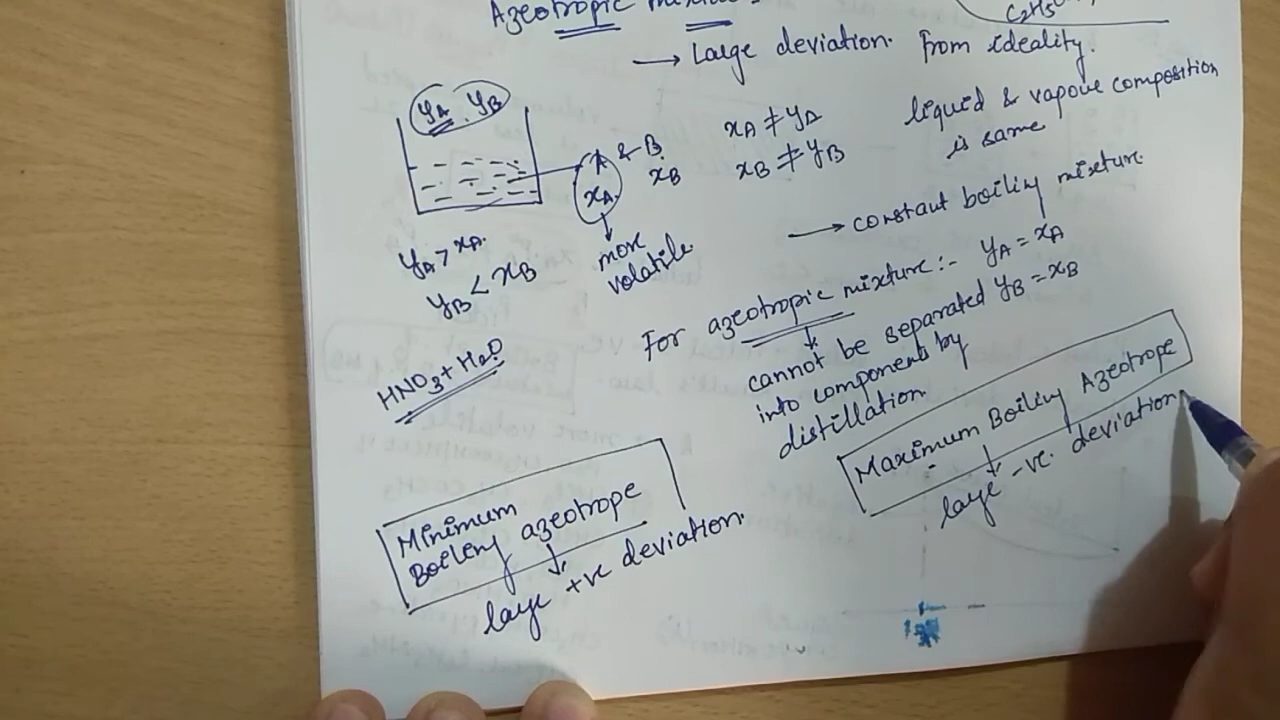 Azeotropic
C2H5
→ Large deviation. From ideality.
liquid & vapour composition
is same
yA, yB
A & B
xA xB
xA ≠ yA
xB ≠ yB
↓
more
volatile.
yA > xA.
yB < xB
→ constant boiling mixture
For azeotropic mixture:- yA = xA
yB = xB
↓
cannot be separated
into components by
distillation
HNO3 + H2O
Minimum
Boiling azeotrope
↓
large +ve deviation.
Maximum Boiling Azeotrope
↓
large -ve deviation